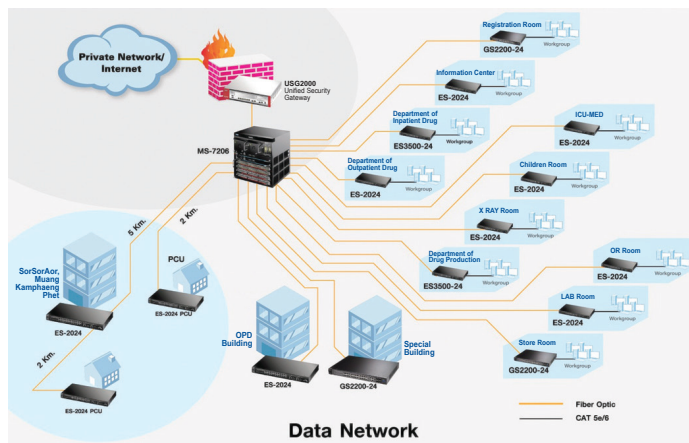 Private Network/
Internet
USG2000
Unified Security
Gateway
MS-7206
Registration Room
GS2200-24
Workgroup
Information Center
ES-2024
Workgroup
Department of
Inpatient Drug
ES3500-24
Workgroup
ICU-MED
ES-2024
Workgroup
Department of
Outpatient Drug
ES-2024
Workgroup
Children Room
ES-2024
Workgroup
X RAY Room
ES-2024
Workgroup
Department of
Drug Production
ES3500-24
Workgroup
OR Room
ES-2024
Workgroup
LAB Room
ES-2024
Workgroup
Store Room
GS2200-24
Workgroup
5 Km.
2 Km.
SorSorAor,
Muang
Kamphaeng
Phet
ES-2024
PCU
ES-2024 PCU
2 Km.
ES-2024 PCU
OPD
Building
ES-2024
Special
Building
GS2200-24
Fiber Optic
CAT 5e/6
Data Network